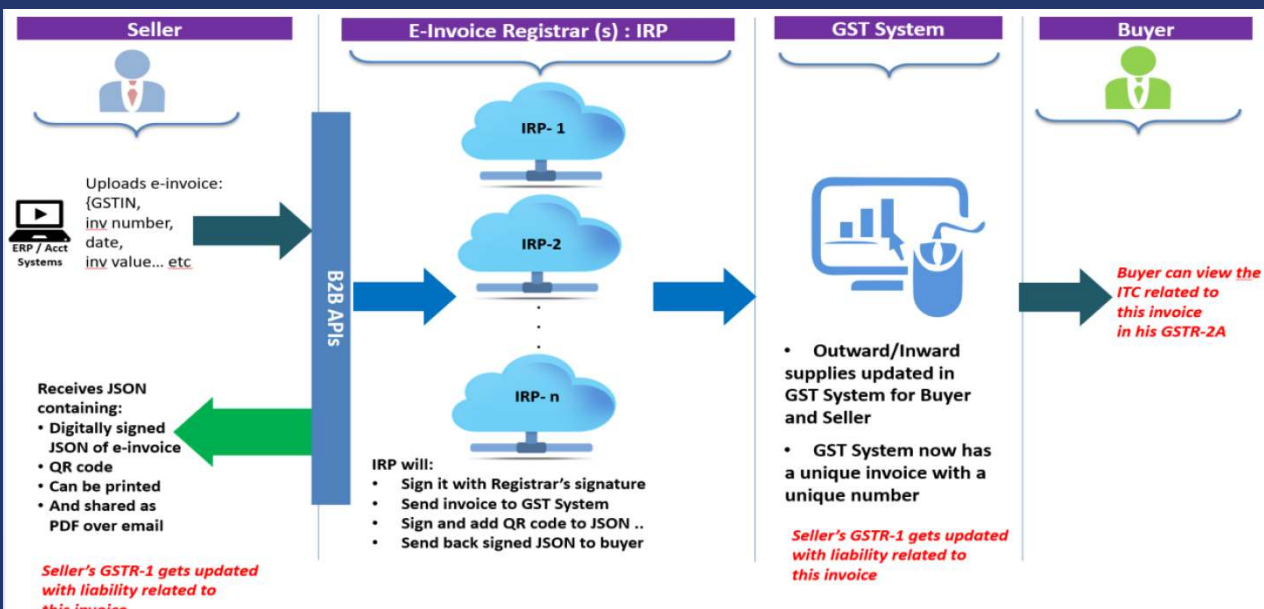 Seller
E-Invoice Registrar (s) : IRP
GST System
Buyer
Uploads e-invoice:
{GSTIN,
inv number,
date,
inv value... etc
ERP / Acct
Systems
B2B APIs
IRP- 1
IRP-2
IRP- n
Receives JSON
containing:
• Digitally signed
JSON of e-invoice
• QR code
• Can be printed
• And shared as
PDF over email
Seller's GSTR-1 gets updated
with liability related to
this invoice
IRP will:
• Sign it with Registrar's signature
• Send invoice to GST System
• Sign and add QR code to JSON ..
• Send back signed JSON to buyer
• Outward/Inward
supplies updated in
GST System for Buyer
and Seller
• GST System now has
a unique invoice with a
unique number
Seller's GSTR-1 gets updated
with liability related to
this invoice
Buyer can view the
ITC related to
this invoice
in his GSTR-2A